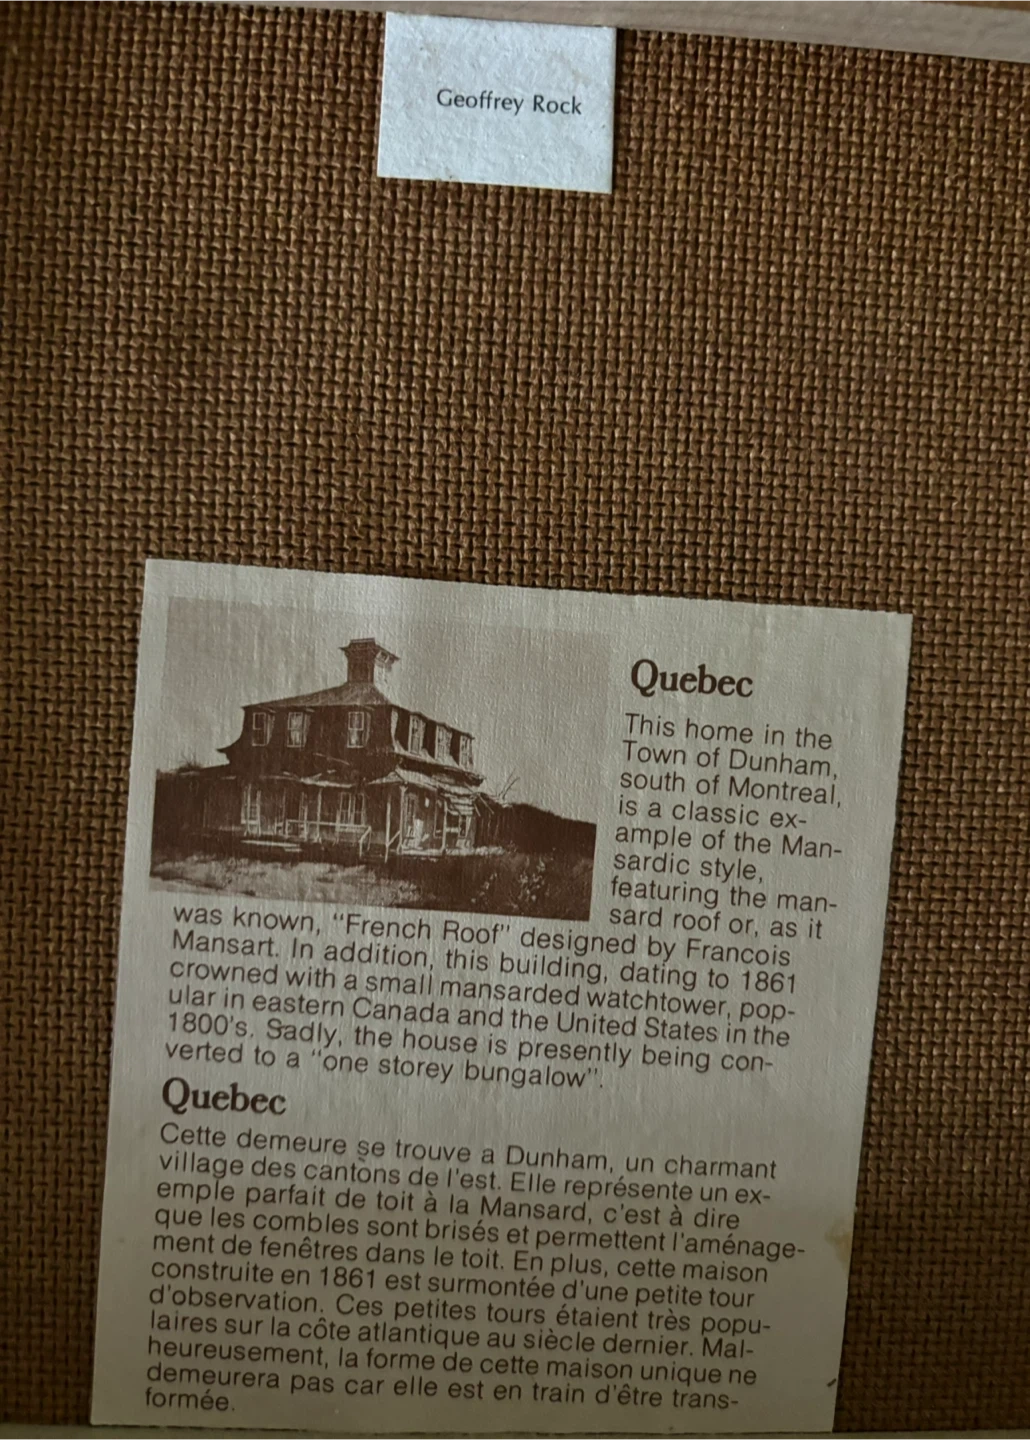 Geoffrey Rock
Quebec
This home in the
Town of Dunham,
south of Montreal,
is a classic ex-
ample of the Man-
sardic style,
featuring the man-
sard roof or, as it
was known, "French Roof" designed by Francois
Mansart. In addition, this building, dating to 1861
crowned with a small mansarded watchtower, pop-
ular in eastern Canada and the United States in the
1800's. Sadly, the house is presently being con-
verted to a "one storey bungalow".
Quebec
Cette demeure se trouve a Dunham, un charmant
village des cantons de l'est. Elle représente un ex-
emple parfait de toit à la Mansard, c'est à dire
que les combles sont brisés et permettent l'aménage-
ment de fenêtres dans le toit. En plus, cette maison
construite en 1861 est surmontée d'une petite tour
d'observation. Ces petites tours étaient très popu-
laires sur la côte atlantique au siècle dernier. Mal-
heureusement, la forme de cette maison unique ne
demeurera pas car elle est en train d'être trans-
formée.